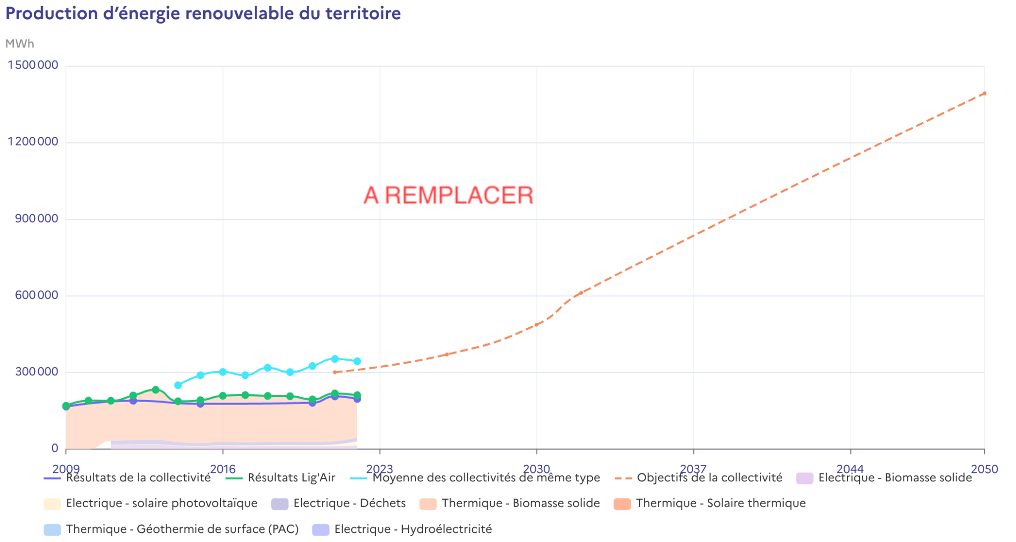 Production d’énergie renouvelable du territoire
MWh
1 500 000
1 200 000
900 000
600 000
300 000
0
A REMPLACER
2009 2016 2023 2030 2037 2044 2050
Résultats de la collectivité Résultats Lig'Air Moyenne des collectivités de même type Objectifs de la collectivité Electrique - Biomasse solide
Electrique - solaire photovoltaïque Electrique - Déchets Thermique - Biomasse solide Thermique - Solaire thermique
Thermique - Géothermie de surface (PAC) Electrique - Hydroélectricité